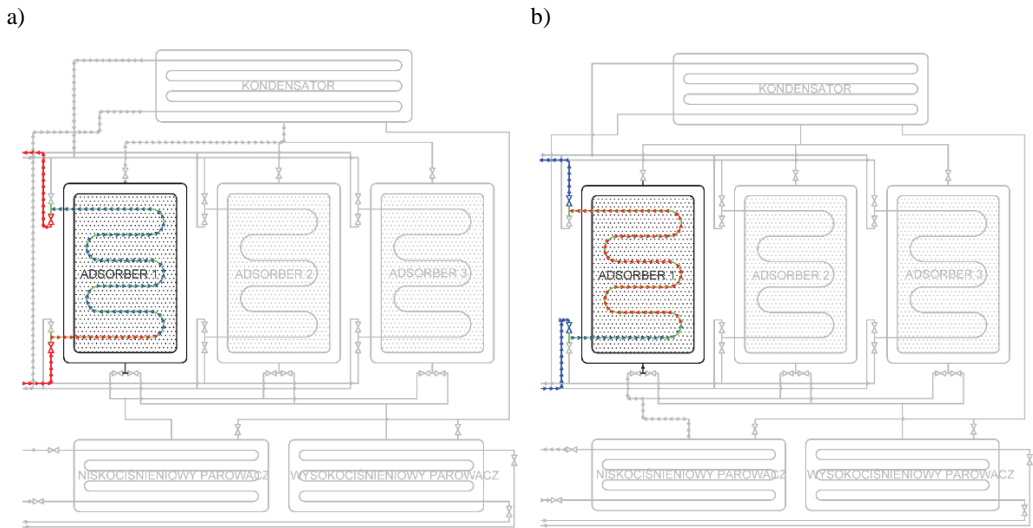 a)
b)
KONDENSATOR
KONDENSATOR
ADSORBER 1
ADSORBER 2
ADSORBER 3
ADSORBER 1
ADSORBER 2
ADSORBER 3
NISKOCIŚNIENIOWY PAROWACZ
WYSOKOCIŚNIENIOWY PAROWACZ
NISKOCIŚNIENIOWY PAROWACZ
WYSOKOCIŚNIENIOWY PAROWACZ